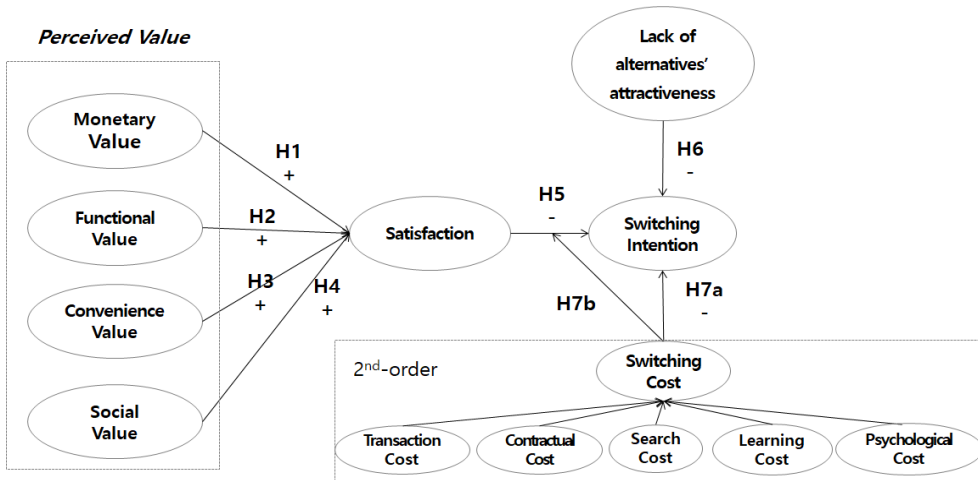 Perceived Value
Monetary
Value
Functional
Value
Convenience
Value
Social
Value
H1
+
H2
+
H3
+
H4
+
Satisfaction
H5
-
Lack of
alternatives’
attractiveness
H6
-
Switching
Intention
H7b
H7a
-
2nd-order
Switching
Cost
Transaction
Cost
Contractual
Cost
Search
Cost
Learning
Cost
Psychological
Cost